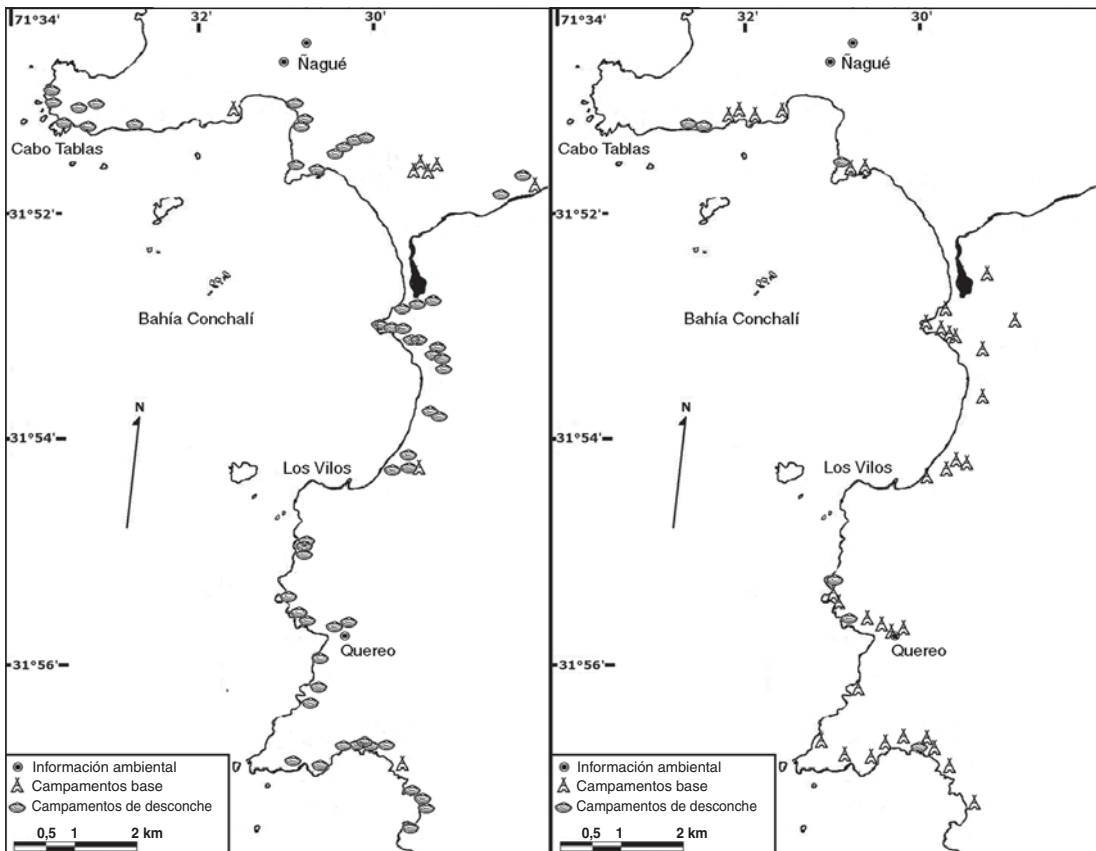 71°34' 32' 30'
Ñagué
Cabo Tablas
31°52'
Bahía Conchalí
N
31°54'
Los Vilos
Quereo
31°56'
Información ambiental
Campamentos base
Campamentos de desconche
0,5 1 2 km
71°34' 32' 30'
Ñagué
Cabo Tablas
31°52'
Bahía Conchalí
N
31°54'
Los Vilos
Quereo
31°56'
Información ambiental
Campamentos base
Campamentos de desconche
0,5 1 2 km